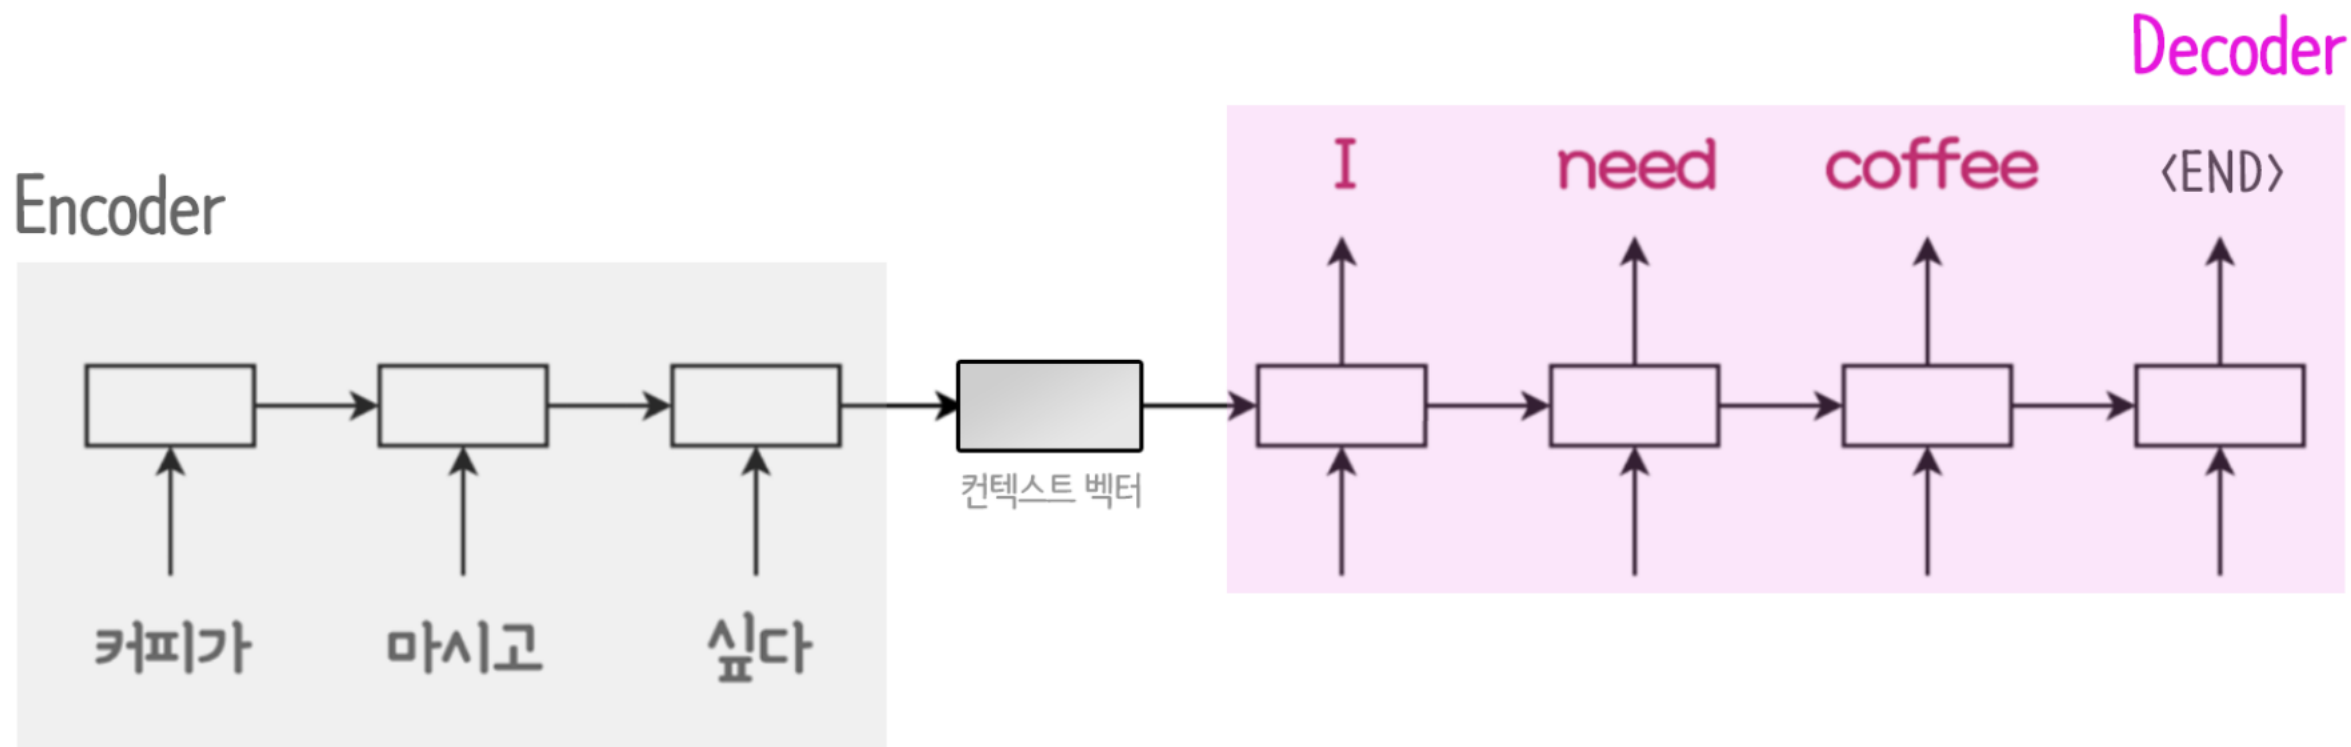 Decoder
I need coffee <END>
Encoder
컨텍스트 벡터
커피가 마시고 싶다